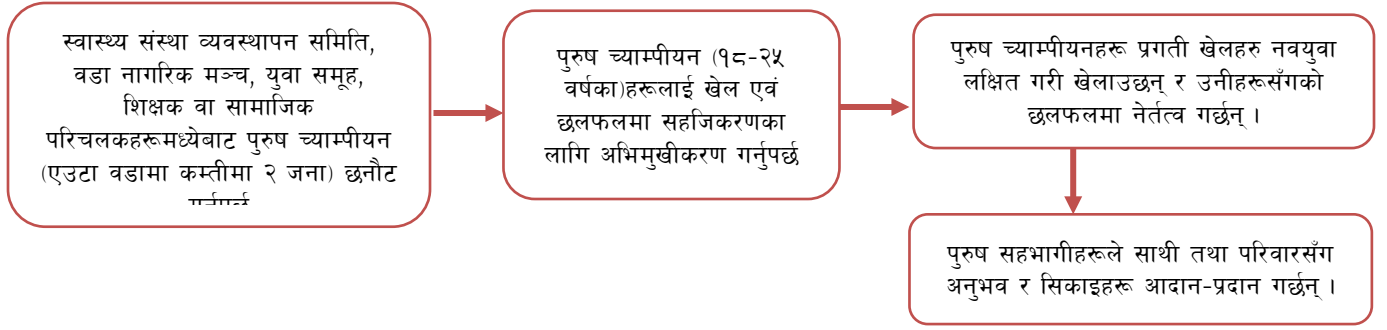 स्वास्थ्य संस्था व्यवस्थापन समिति,
वडा नागरिक मञ्च, युवा समूह,
शिक्षक वा सामाजिक
परिचलकहरूमध्येबाट पुरुष च्याम्पीयन
(एउटा वडामा कम्तीमा २ जना) छनौट
पुरुष च्याम्पीयन (१८-२५
वर्षका)हरूलाई खेल एवं
छलफलमा सहजिकरणका
लागि अभिमुखीकरण गर्नुपर्छ
पुरुष च्याम्पीयनहरू प्रगती खेलहरु नवयुवा
लक्षित गरी खेलाउछन् र उनीहरूसँगको
छलफलमा नेर्तत्व गर्छन् ।
पुरुष सहभागीहरूले साथी तथा परिवारसँग
अनुभव र सिकाइहरू आदान-प्रदान गर्छन् ।